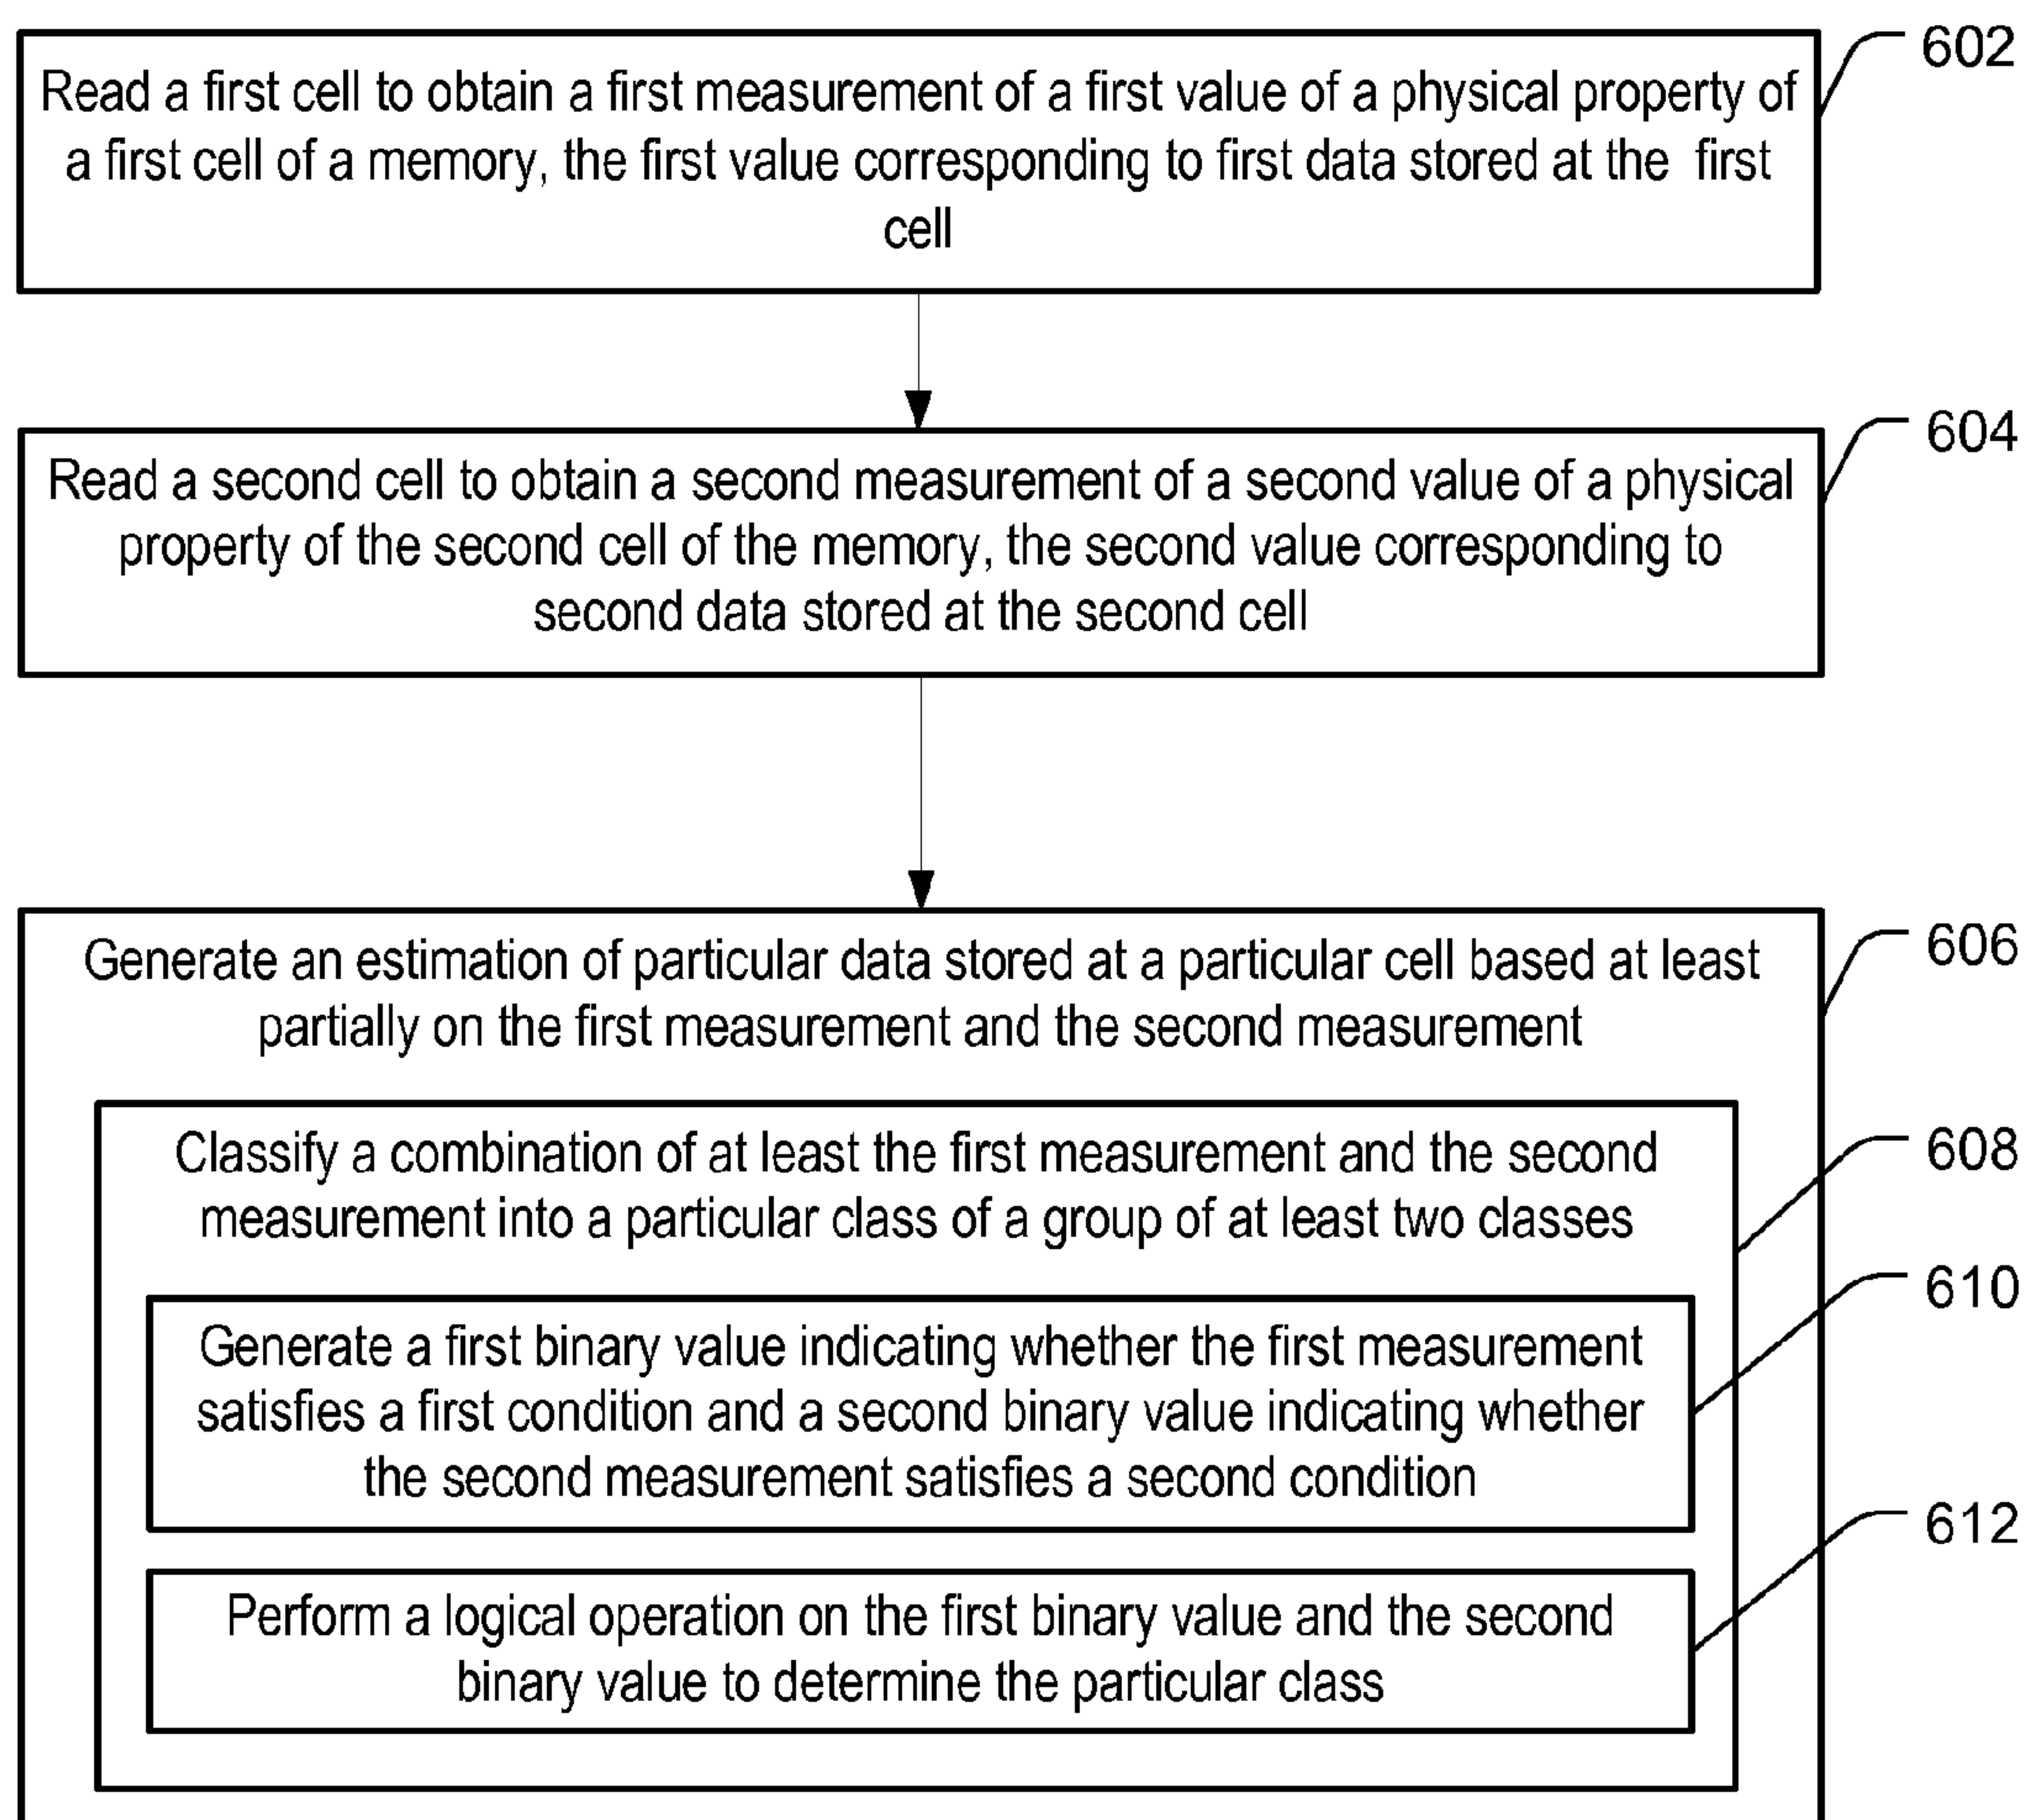 602
Read a first cell to obtain a first measurement of a first value of a physical property of
a first cell of a memory, the first value corresponding to first data stored at the first
cell
604
Read a second cell to obtain a second measurement of a second value of a physical
property of the second cell of the memory, the second value corresponding to
second data stored at the second cell
606
Generate an estimation of particular data stored at a particular cell based at least
partially on the first measurement and the second measurement
608
Classify a combination of at least the first measurement and the second
measurement into a particular class of a group of at least two classes
610
Generate a first binary value indicating whether the first measurement
satisfies a first condition and a second binary value indicating whether
the second measurement satisfies a second condition
612
Perform a logical operation on the first binary value and the second
binary value to determine the particular class